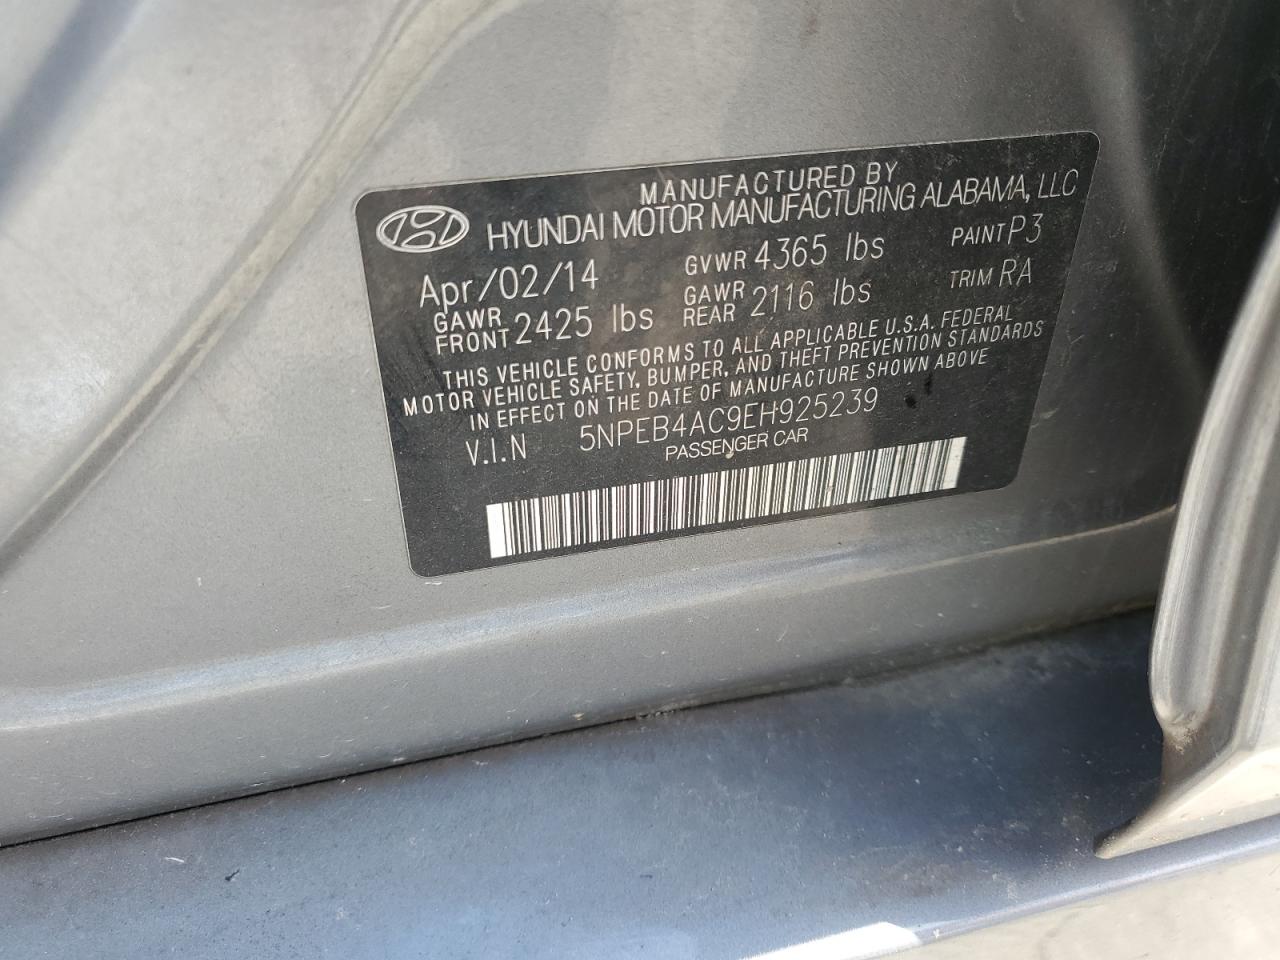 MANUFACTURED BY
HYUNDAI MOTOR MANUFACTURING ALABAMA, LLC
Apr/02/14 GVWR 4365 lbs PAINT P3
GAWR FRONT 2425 lbs GAWR REAR 2116 lbs TRIM RA
THIS VEHICLE CONFORMS TO ALL APPLICABLE U.S.A. FEDERAL
MOTOR VEHICLE SAFETY, BUMPER, AND THEFT PREVENTION STANDARDS
IN EFFECT ON THE DATE OF MANUFACTURE SHOWN ABOVE
V.I.N 5NPEB4AC9EH925239
PASSENGER CAR